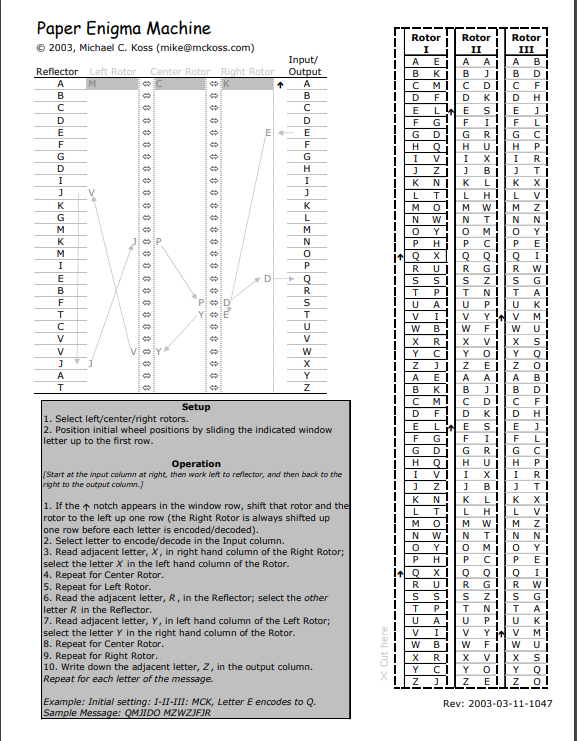 Paper Enigma Machine
© 2003, Michael C. Koss (mike@mckoss.com)
Input/
Reflector Left Rotor Center Rotor Right Rotor Output
A M ⬄ C ⬄ K ↑ A
B ⬄ ⬄ B
C ⬄ ⬄ C
D ⬄ ⬄ D
E ⬄ ⬄ E E
F ⬄ ⬄ F
G ⬄ ⬄ G
D ⬄ ⬄ H
I ⬄ ⬄ I
J V ⬄ ⬄ J
K ⬄ ⬄ K
G ⬄ ⬄ L
M ⬄ ⬄ M
K J ⬄ P ⬄ N
M ⬄ ⬄ O
I ⬄ ⬄ P
E ⬄ ⬄ D Q
B ⬄ ⬄ R
F ⬄ P ⬄ D S
T ⬄ Y ⬄ E T
C ⬄ ⬄ U
V ⬄ ⬄ V
V V ⬄ Y ⬄ W
J J ⬄ ⬄ X
A ⬄ ⬄ Y
T ⬄ ⬄ Z
Setup
1. Select left/center/right rotors.
2. Position initial wheel positions by sliding the indicated window
letter up to the first row.
Operation
[Start at the input column at right, then work left to reflector, and then back to the
right to the output column.]
1. If the ↑ notch appears in the window row, shift that rotor and the
rotor to the left up one row (the Right Rotor is always shifted up
one row before each letter is encoded/decoded).
2. Select letter to encode/decode in the Input column.
3. Read adjacent letter, X, in right hand column of the Right Rotor;
select the letter X in the left hand column of the Rotor.
4. Repeat for Center Rotor.
5. Repeat for Left Rotor.
6. Read the adjacent letter, R, in the Reflector; select the other
letter R in the Reflector.
7. Read adjacent letter, Y, in left hand column of the Left Rotor;
select the letter Y in the right hand column of the Rotor.
8. Repeat for Center Rotor.
9. Repeat for Right Rotor.
10. Write down the adjacent letter, Z, in the output column.
Repeat for each letter of the message.
Example: Initial setting: I-II-III: MCK, Letter E encodes to Q.
Sample Message: QMJIDO MZWZJFJR
✂ Cut here
Rotor Rotor Rotor
I II III
A E A A A B
B K B J B D
C M C D C F
D F D K D H
E L ↑ E S E J
F G F I F L
G D G R G C
H Q H U H P
I V I X I R
J Z J B J T
K N K L K X
L T L H L V
M O M W M Z
N W N T N N
O Y O M O Y
P H P C P E
↑ Q X Q Q Q I
R U R G R W
S S S Z S G
T P T N T A
U A U P U K
V I V Y ↑ V M
W B W F W U
X R X V X S
Y C Y O Y Q
Z J Z E Z O
A E A A A B
B K B J B D
C M C D C F
D F D K D H
E L ↑ E S E J
F G F I F L
G D G R G C
H Q H U H P
I V I X I R
J Z J B J T
K N K L K X
L T L H L V
M O M W M Z
N W N T N N
O Y O M O Y
P H P C P E
↑ Q X Q Q Q I
R U R G R W
S S S Z S G
T P T N T A
U A U P U K
V I V Y ↑ V M
W B W F W U
X R X V X S
Y C Y O Y Q
Z J Z E Z O
Rev: 2003-03-11-1047